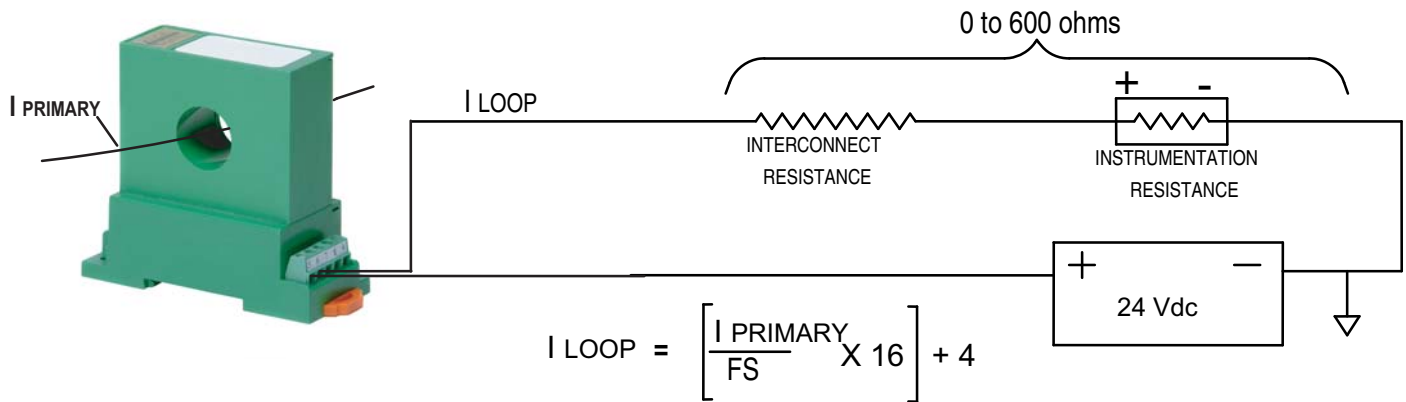 0 to 600 ohms
I PRIMARY
I LOOP
+ -
INTERCONNECT
RESISTANCE
INSTRUMENTATION
RESISTANCE
+ −
24 Vdc
I LOOP = [ I PRIMARY / FS X 16 ] + 4